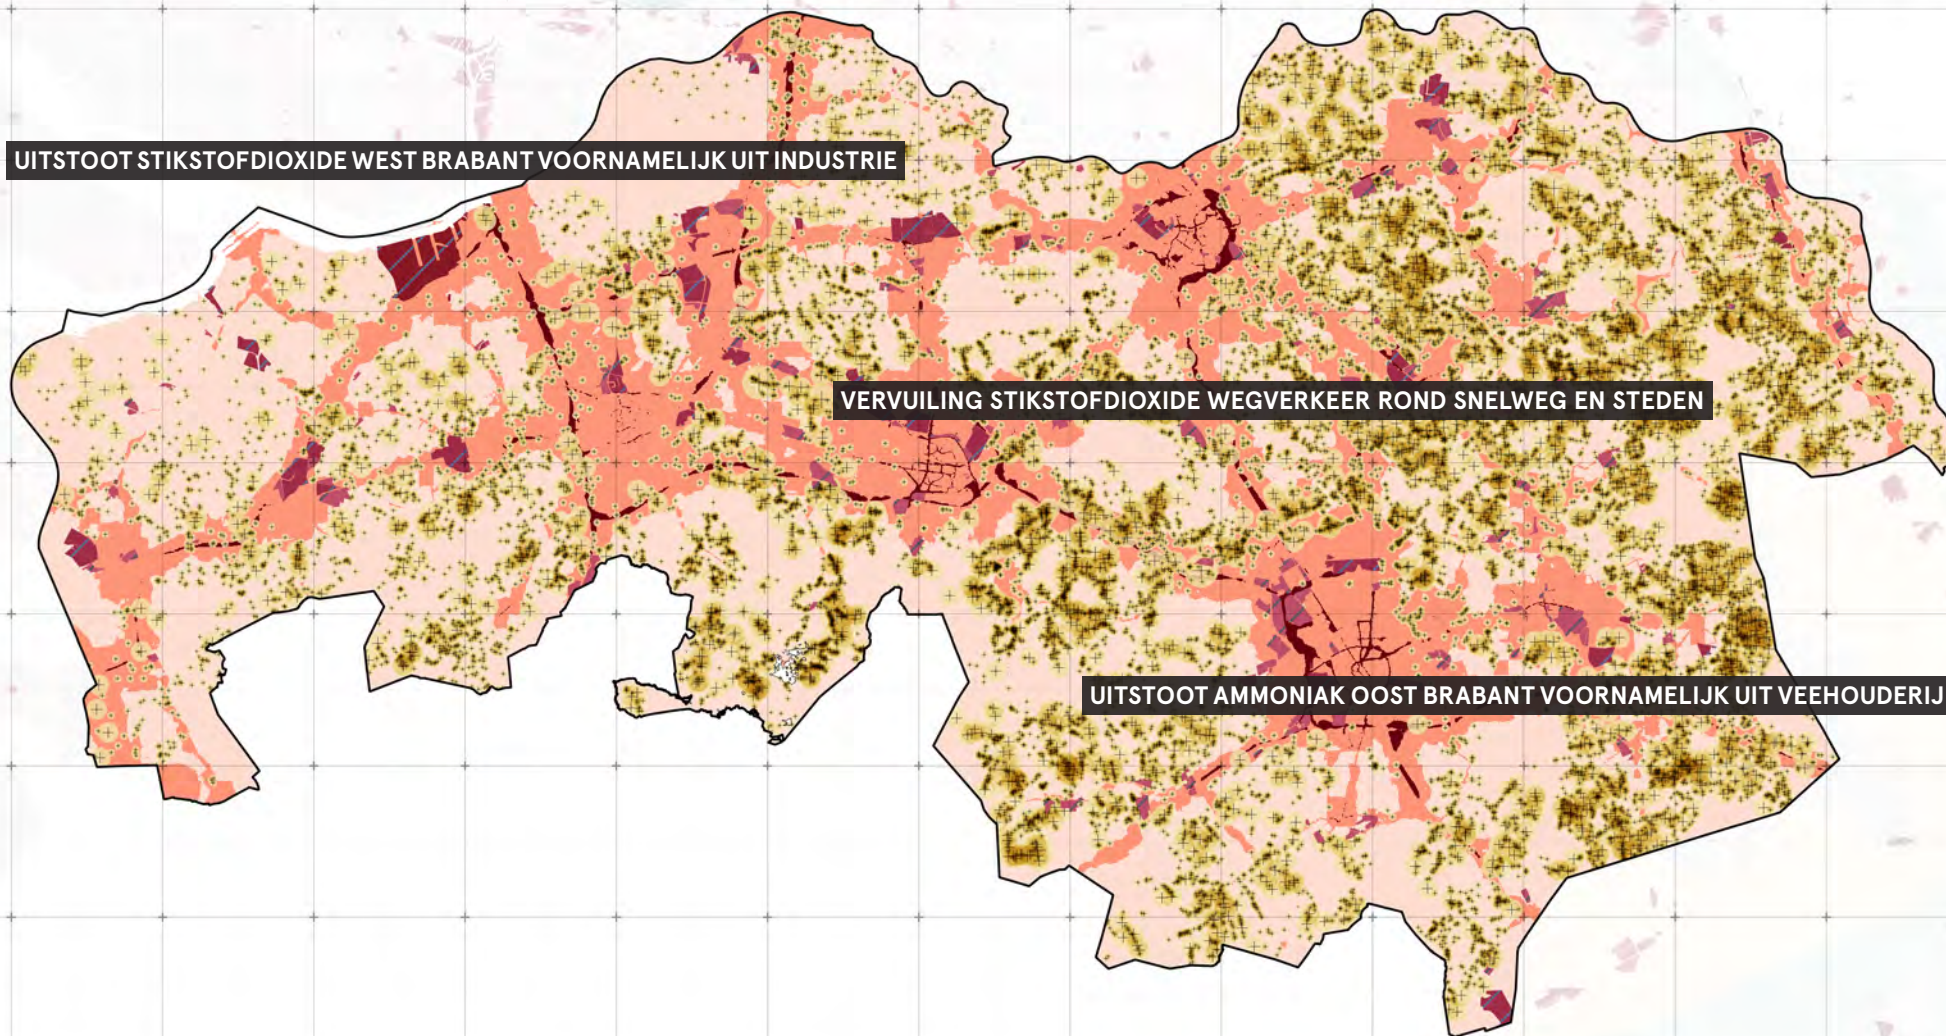 UITSTOOT STIKSTOFDIOXIDE WEST BRABANT VOORNAMELIJK UIT INDUSTRIE
VERVUILING STIKSTOFDIOXIDE WEGVERKEER ROND SNELWEG EN STEDEN
UITSTOOT AMMONIAK OOST BRABANT VOORNAMELIJK UIT VEEHOUDERIJ